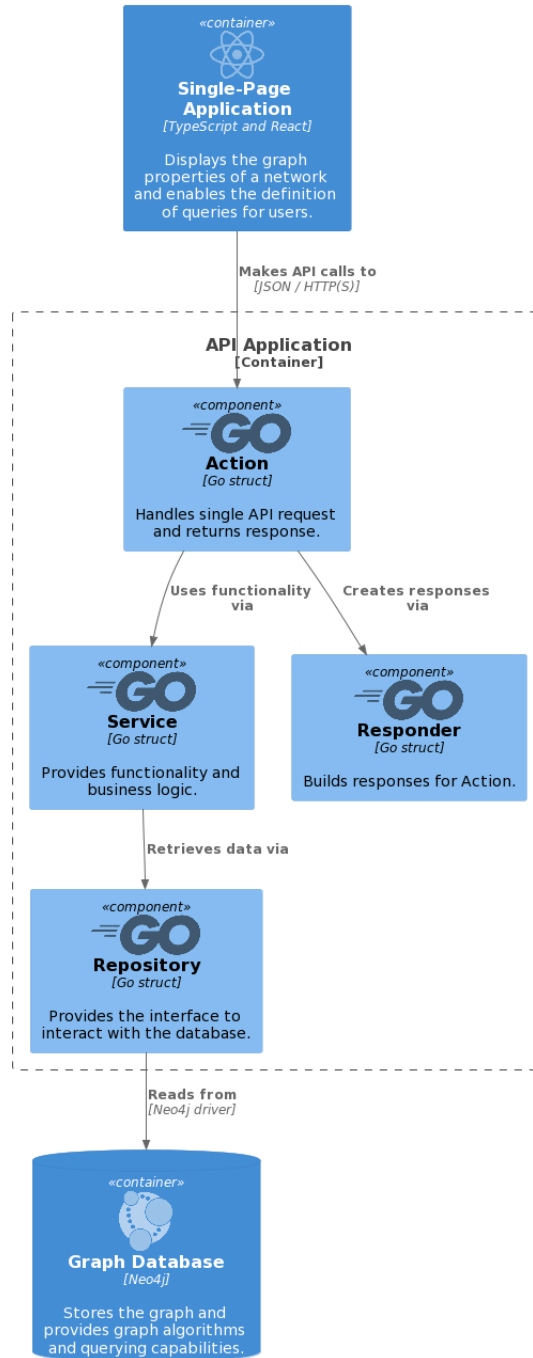 «container»
Single-Page
Application
[TypeScript and React]
Displays the graph
properties of a network
and enables the definition
of queries for users.
Makes API calls to
[JSON / HTTP(S)]
API Application
[Container]
«component»
GO
Action
[Go struct]
Handles single API request
and returns response.
Uses functionality
via
Creates responses
via
«component»
GO
Service
[Go struct]
Provides functionality and
business logic.
«component»
GO
Responder
[Go struct]
Builds responses for Action.
Retrieves data via
«component»
GO
Repository
[Go struct]
Provides the interface to
interact with the database.
Reads from
[Neo4j driver]
«container»
Graph Database
[Neo4j]
Stores the graph and
provides graph algorithms
and querying capabilities.